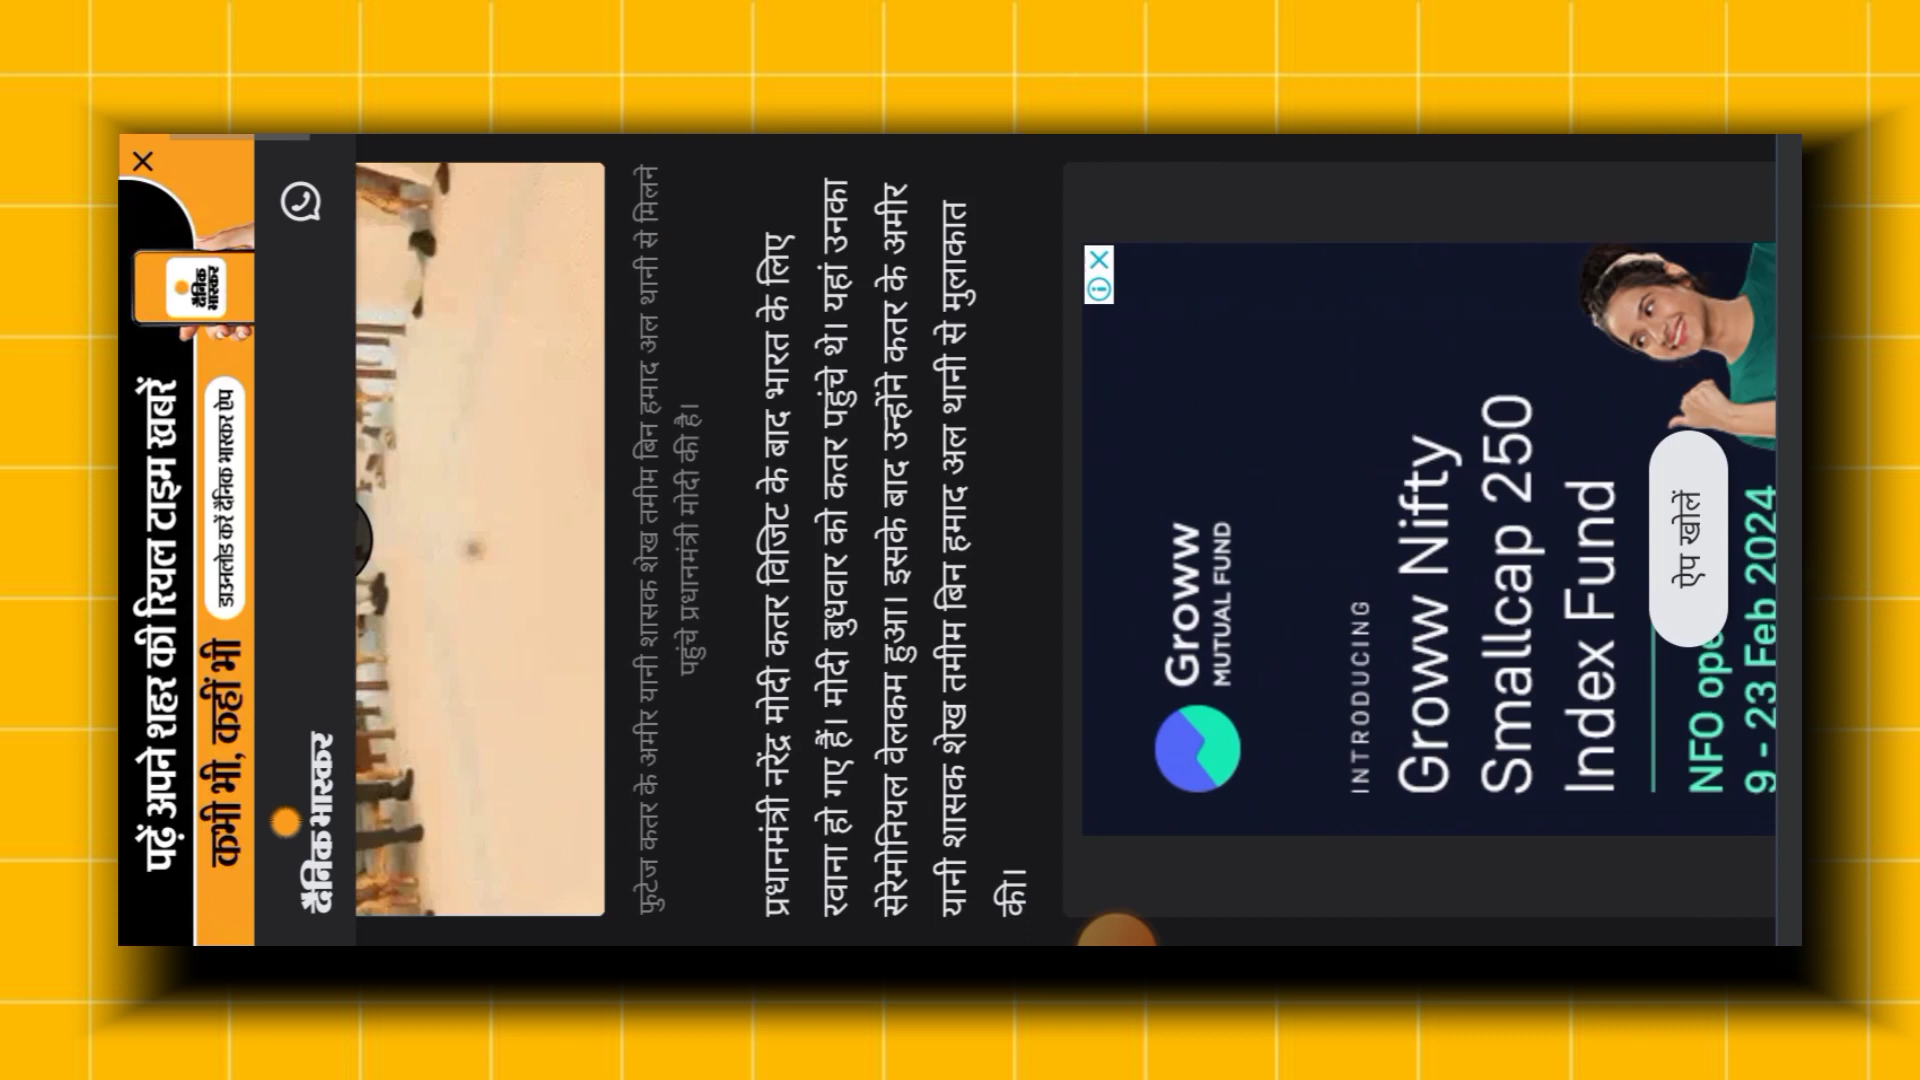 पढ़ें अपने शहर की रियल टाइम खबरें
कभी भी, कहीं भी
डाउनलोड करें दैनिक भास्कर ऐप
दैनिक
भास्कर
दैनिक भास्कर
फुटेज कतर के अमीर यानी शासक शेख तमीम बिन हमाद अल थानी से मिलने
पहुंचे प्रधानमंत्री मोदी की है।
प्रधानमंत्री नरेंद्र मोदी कतर विजिट के बाद भारत के लिए
रवाना हो गए हैं। मोदी बुधवार को कतर पहुंचे थे। यहां उनका
सेरेमोनियल वेलकम हुआ। इसके बाद उन्होंने कतर के अमीर
यानी शासक शेख तमीम बिन हमाद अल थानी से मुलाकात
की।
Groww
MUTUAL FUND
INTRODUCING
Groww Nifty
Smallcap 250
Index Fund
ऐप खोलें
NFO
9 - 23 Feb 2024